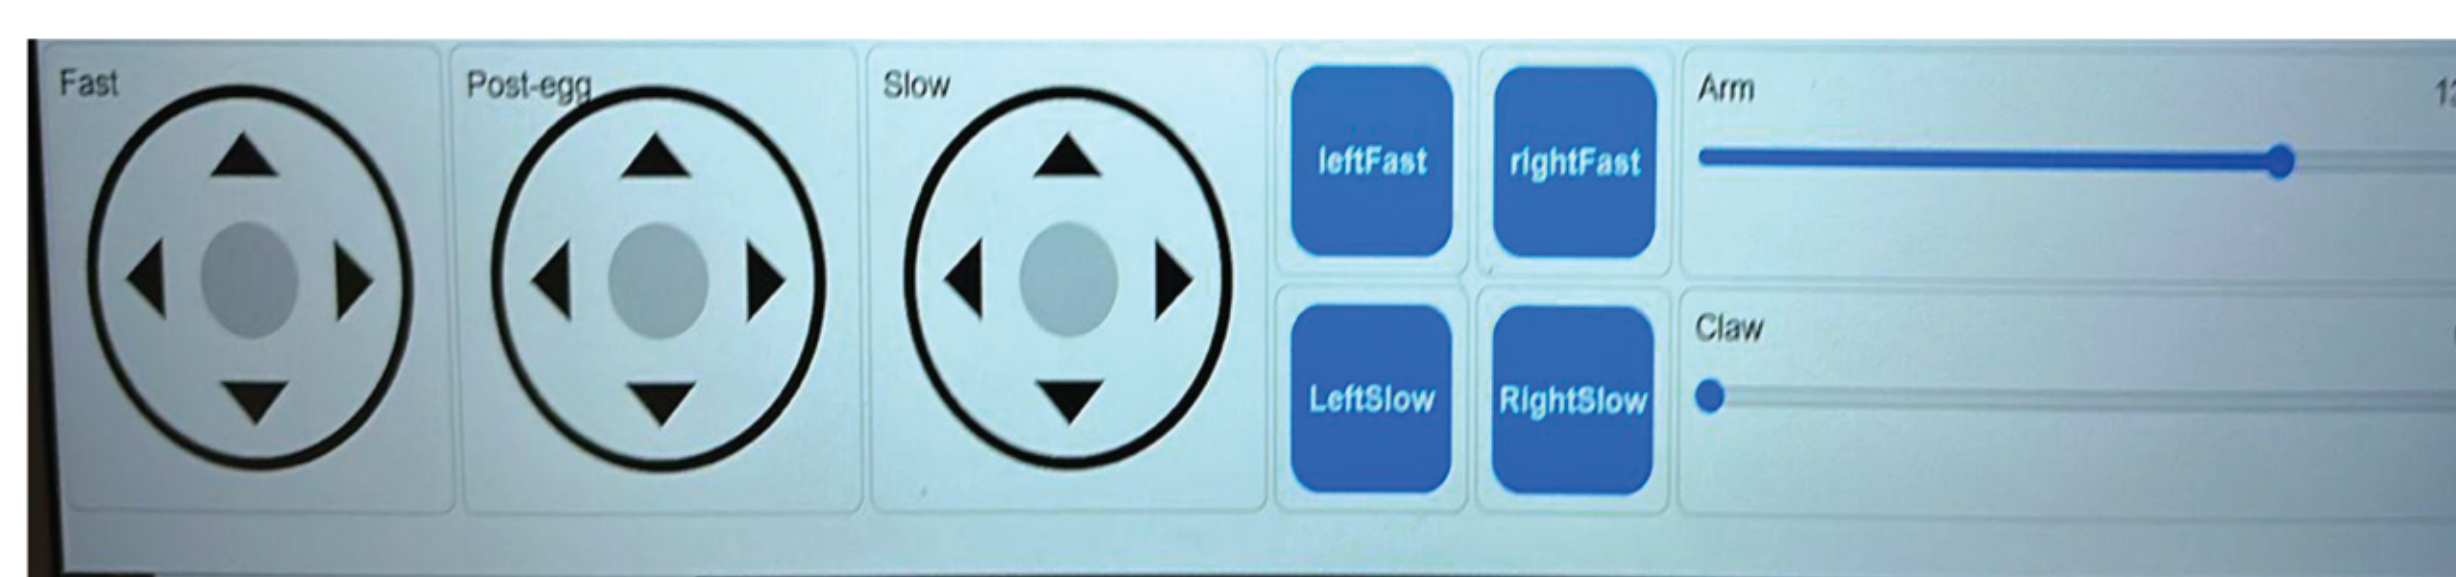 Fast
Post-egg
Slow
leftFast
rightFast
LeftSlow
RightSlow
Arm
Claw